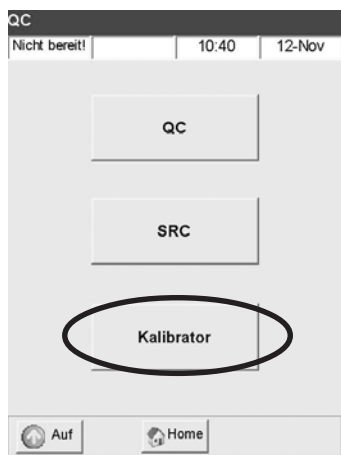 QC
Nicht bereit! 10:40 12-Nov
QC
SRC
Kalibrator
Auf Home